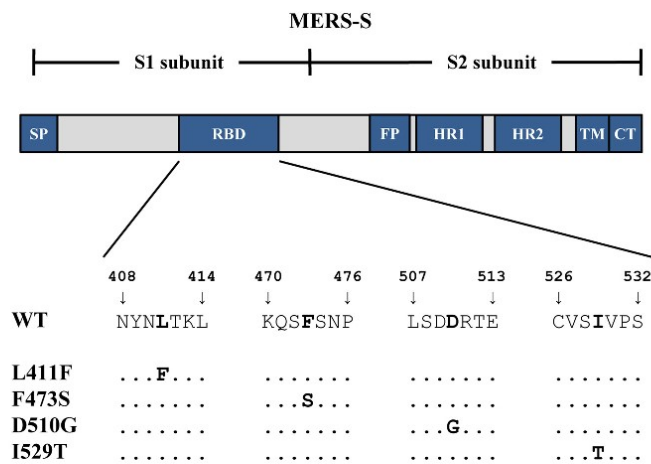 MERS-S
S1 subunit S2 subunit
SP RBD FP HR1 HR2 TM CT
408 414 470 476 507 513 526 532
↓ ↓ ↓ ↓ ↓ ↓ ↓ ↓
WT NYNLTKL KQSFSNP LSDDRTE CVSIVPS
L411F ...F... ....... ....... .......
F473S ....... ...S... ....... .......
D510G ....... ....... ...G... .......
I529T ....... ....... ....... ...T...